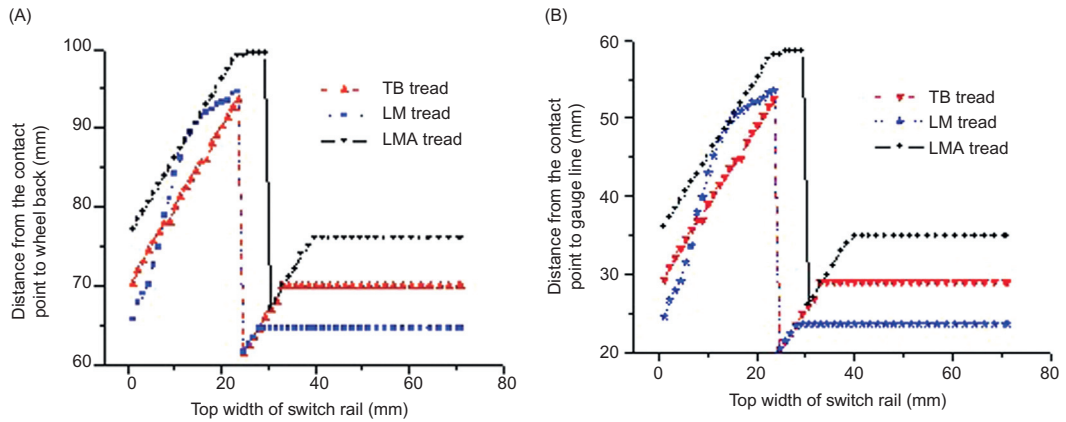 (A)
Distance from the contact
point to wheel back (mm)
100
90
80
70
60
0
20
40
60
80
Top width of switch rail (mm)
TB tread
LM tread
LMA tread
(B)
Distance from the contact
point to gauge line (mm)
60
50
40
30
20
0
20
40
60
80
Top width of switch rail (mm)
TB tread
LM tread
LMA tread